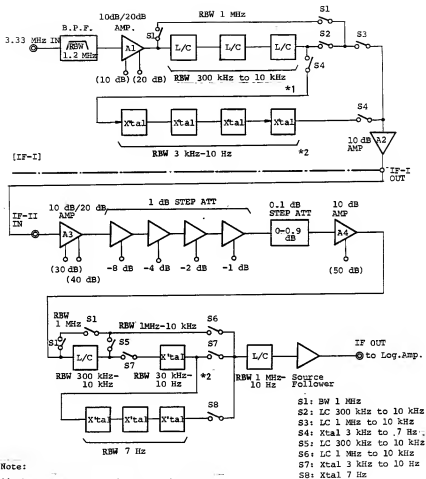 10dB/20dB
AMP.
B.P.F.
RBW
1.2 MHz
3.33 MHz IN
A1
(10 dB) (20 dB)
S1
RBW 1 MHz
S1
L/C
L/C
L/C
S2
S3
S4
RBW 300 kHz to 10 kHz
*1
X'tal
X'tal
X'tal
X'tal
S4
RBW 3 kHz-10 Hz
*2
10 dB
AMP
A2
[IF-I]
IF-I
OUT
IF-II
IN
10 dB/20 dB
AMP
A3
(30 dB)
(40 dB)
1 dB STEP ATT
-8 dB
-4 dB
-2 dB
-1 dB
0.1 dB
STEP ATT
0-0.9
dB
10 dB
AMP
A4
(50 dB)
RBW
1 MHz
S1
RBW 1MHz-10 kHz
S6
S1
L/C
S5
S7
X'tal
S7
RBW 300 kHz-
10 kHz
RBW 30 kHz-
10 Hz
*2
L/C
RBW 1 MHz-
10 Hz
Source
Follower
IF OUT
to Log.Amp.
X'tal
X'tal
X'tal
S8
RBW 7 Hz
S1: BW 1 MHz
S2: LC 300 kHz to 10 kHz
S3: LC 1 MHz to 10 kHz
S4: Xtal 3 kHz to 7 Hz
S5: LC 300 kHz to 10 kHz
S6: LC 1 MHz to 10 kHz
S7: Xtal 3 kHz to 10 Hz
S8: Xtal 7 Hz
Note: